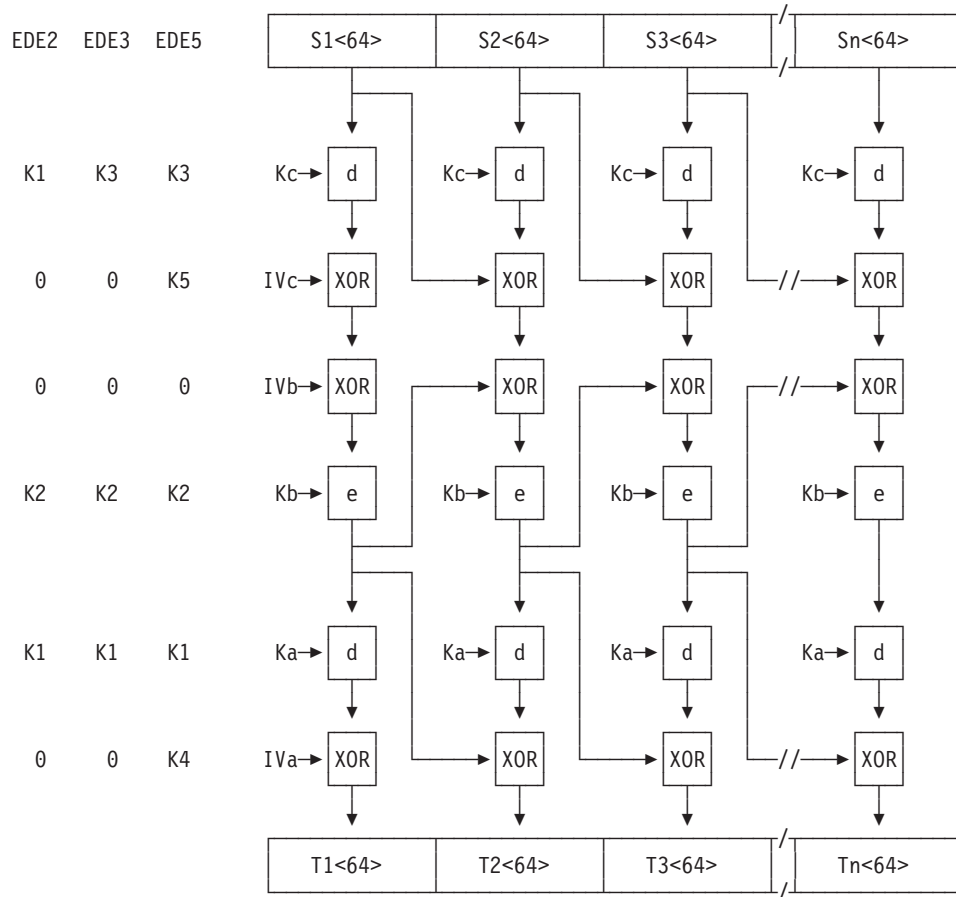 EDE2 EDE3 EDE5 S1<64> S2<64> S3<64> / / Sn<64>
K1 K3 K3 Kc d Kc d Kc d Kc d
0 0 K5 IVc XOR XOR XOR // XOR
0 0 0 IVb XOR XOR XOR // XOR
K2 K2 K2 Kb e Kb e Kb e Kb e
K1 K1 K1 Ka d Ka d Ka d Ka d
0 0 K4 IVa XOR XOR XOR // XOR
T1<64> T2<64> T3<64> / / Tn<64>